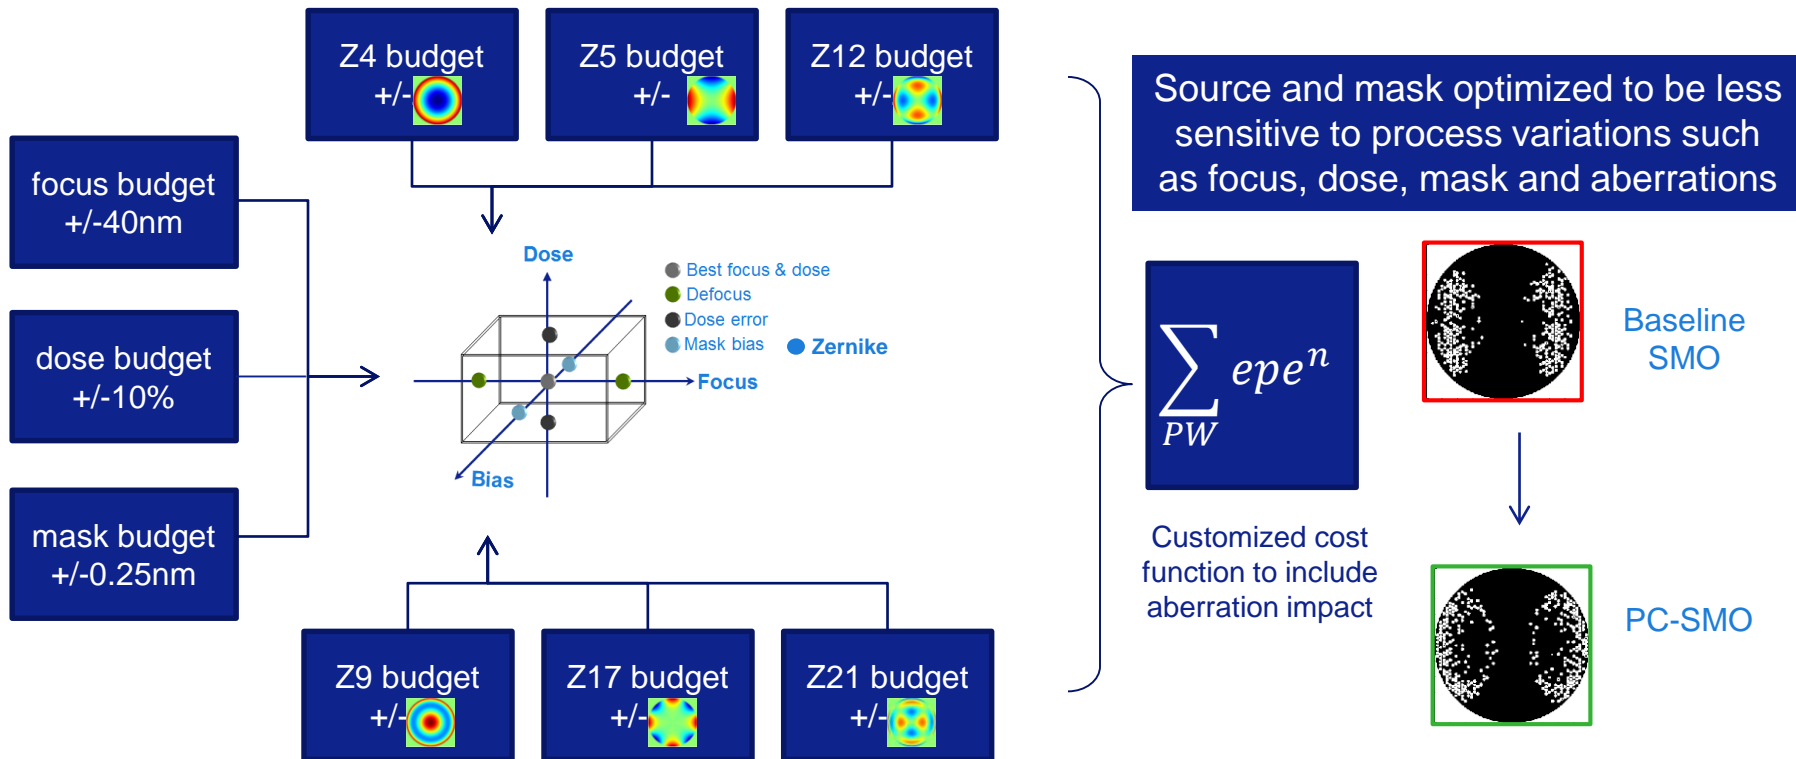 Z4 budget
+/-
Z5 budget
+/-
Z12 budget
+/-
focus budget
+/-40nm
dose budget
+/-10%
mask budget
+/-0.25nm
Dose
Best focus & dose
Defocus
Dose error
Mask bias
Zernike
Focus
Bias
Z9 budget
+/-
Z17 budget
+/-
Z21 budget
+/-
Source and mask optimized to be less
sensitive to process variations such
as focus, dose, mask and aberrations
∑ epeⁿ
PW
Customized cost
function to include
aberration impact
Baseline
SMO
PC-SMO